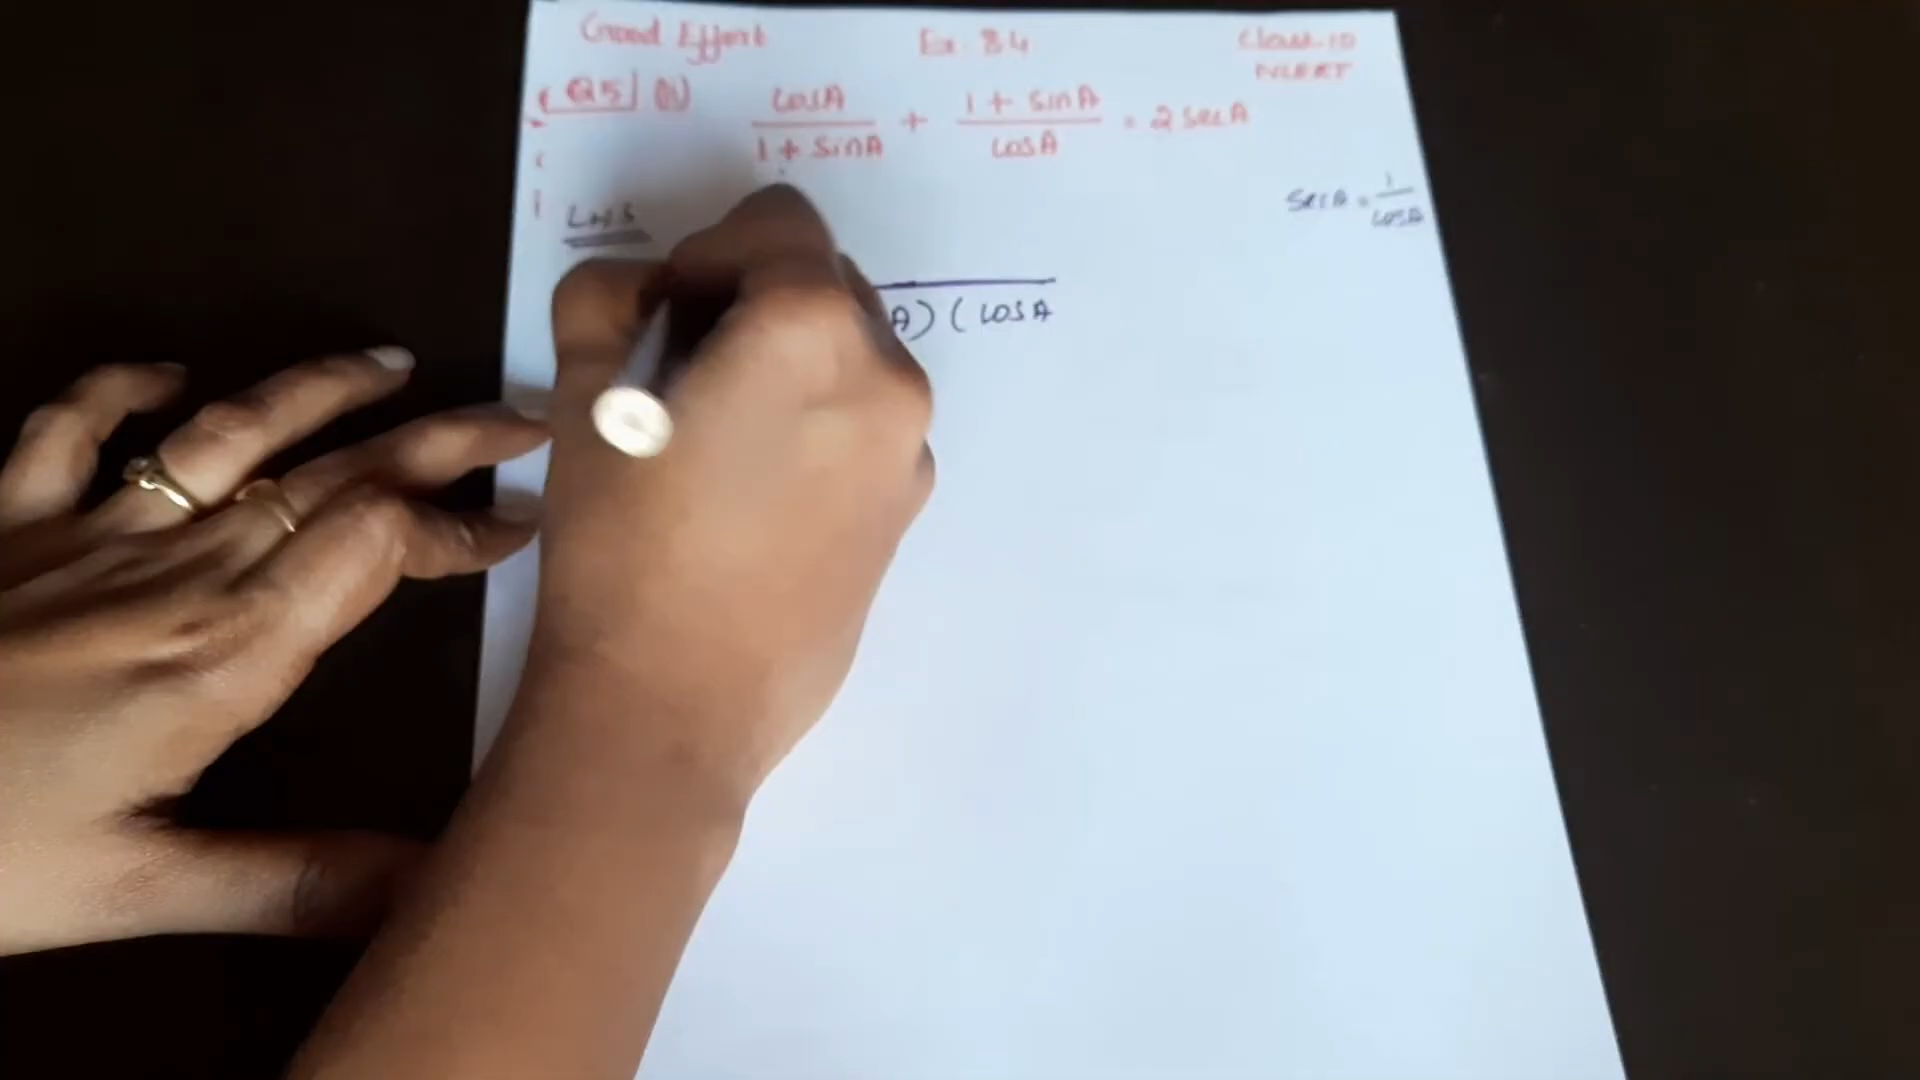 Good Effort Ex. 8.4 Class-10
NCERT
Q5 (ii) cosA / 1 + sinA + 1 + sinA / cosA = 2 secA
secA = 1 / cosA
LHS
A) ( cosA